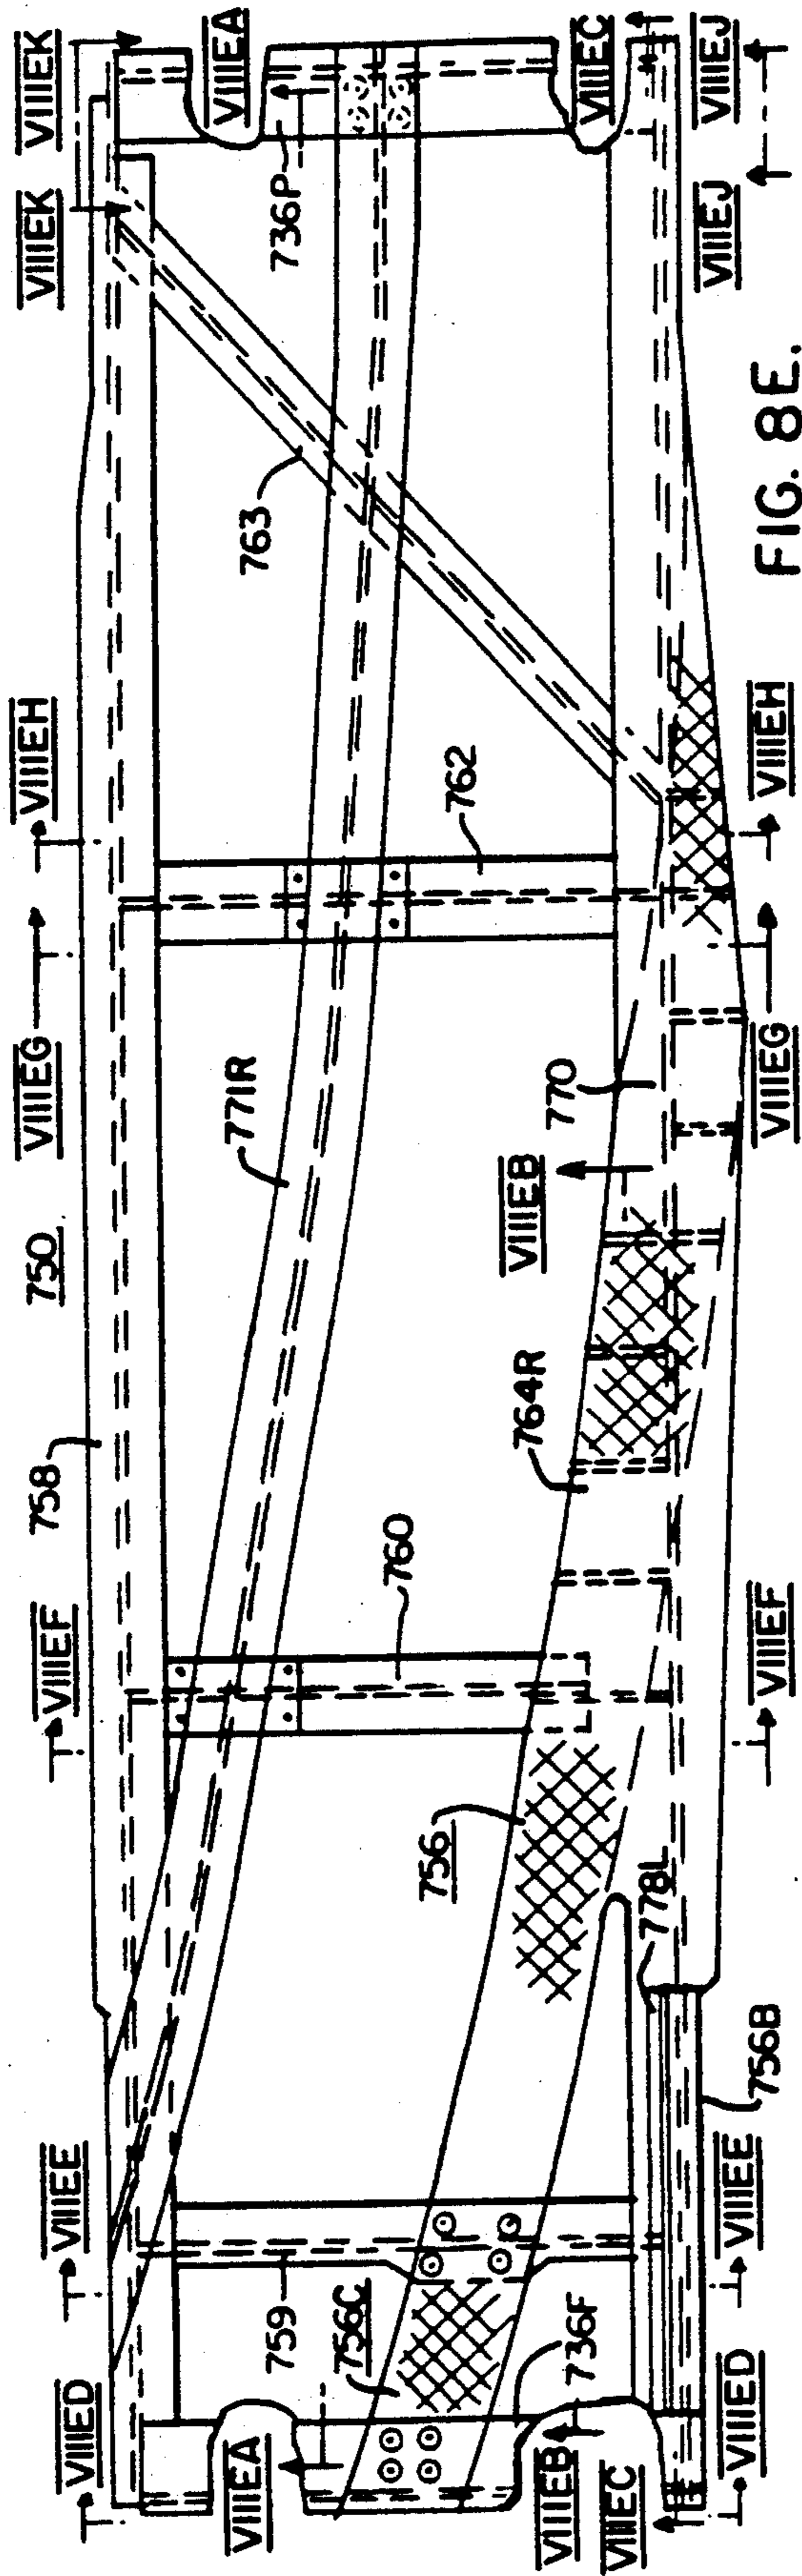 VIIIED
VIIIEE
VIIIEF
VIIIEG
VIIIEH
VIIIEK
VIIIEK
758
750
VIIIEA
759
756C
736F
756
760
771R
764R
VIIIEB
770
762
763
736P
VIIIEA
VIIIEC
VIIIEB
VIIIEC
VIIIED
VIIIEE
756B
778L
VIIIEF
VIIIEG
VIIIEH
VIIIEJ
VIIIEJ
FIG. 8E.